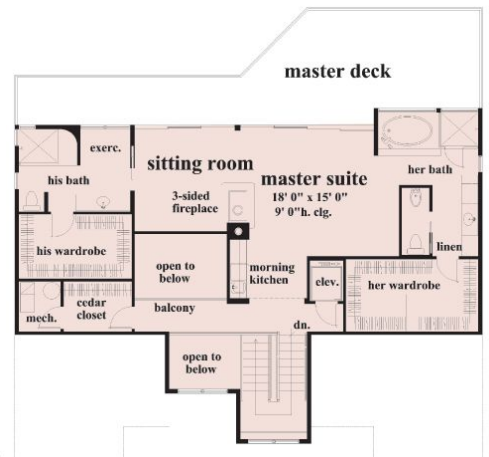 master deck
exerc.
sitting room
his bath
3-sided
fireplace
master suite
18' 0" x 15' 0"
9' 0"h. clg.
her bath
linen
his wardrobe
open to
below
morning
kitchen
elev.
her wardrobe
mech.
cedar
closet
balcony
dn.
open to
below